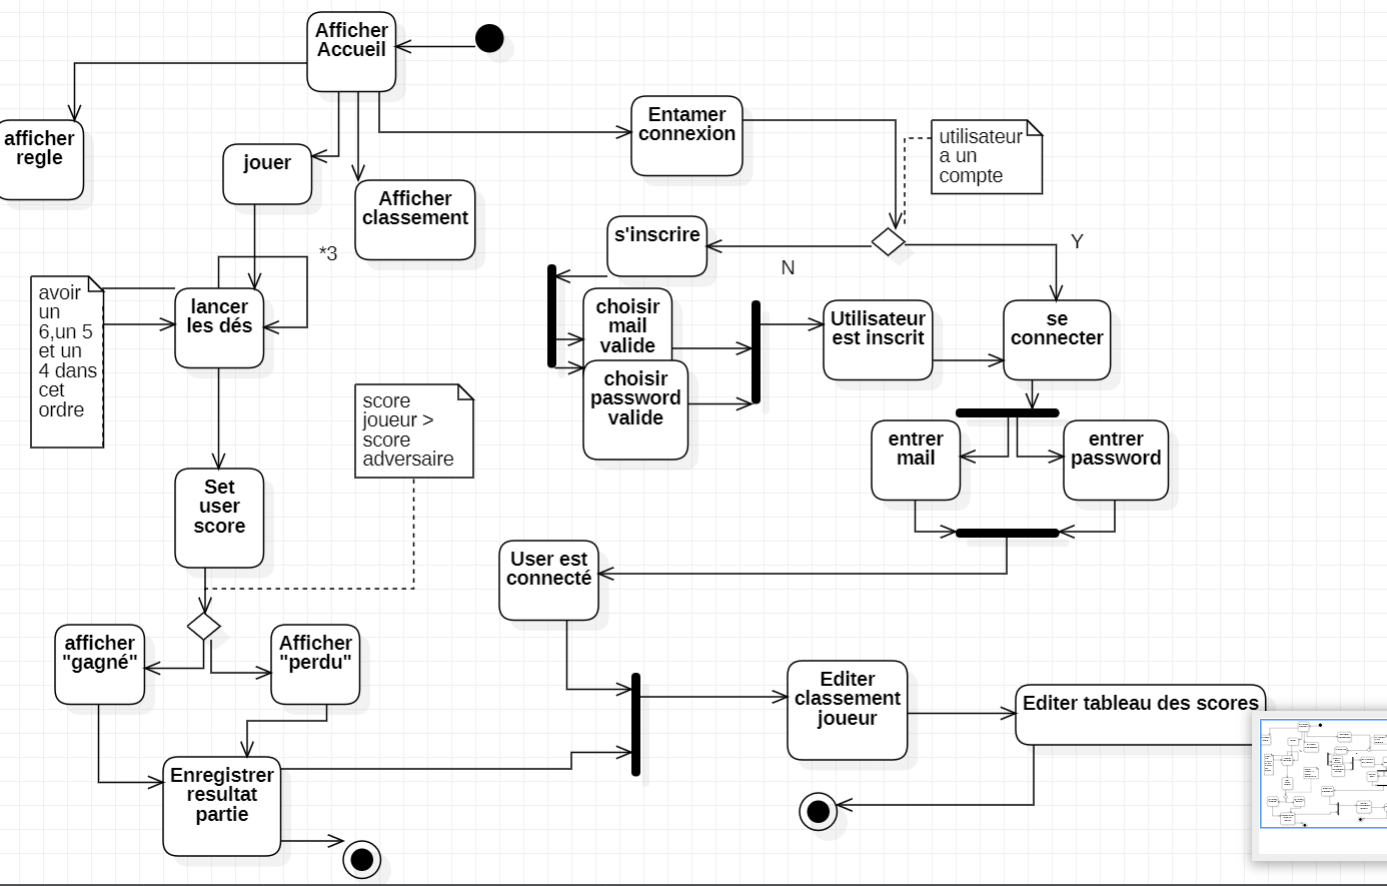 Afficher
Accueil
afficher
regle
jouer
Afficher
classement
Entamer
connexion
utilisateur
a un
compte
s'inscrire
N
Y
*3
avoir
un
6,un 5
et un
4 dans
cet
ordre
lancer
les dés
choisir
mail
valide
choisir
password
valide
Utilisateur
est inscrit
se
connecter
entrer
mail
entrer
password
score
joueur >
score
adversaire
Set
user
score
User est
connecté
afficher
"gagné"
Afficher
"perdu"
Editer
classement
joueur
Editer tableau des scores
Enregistrer
resultat
partie